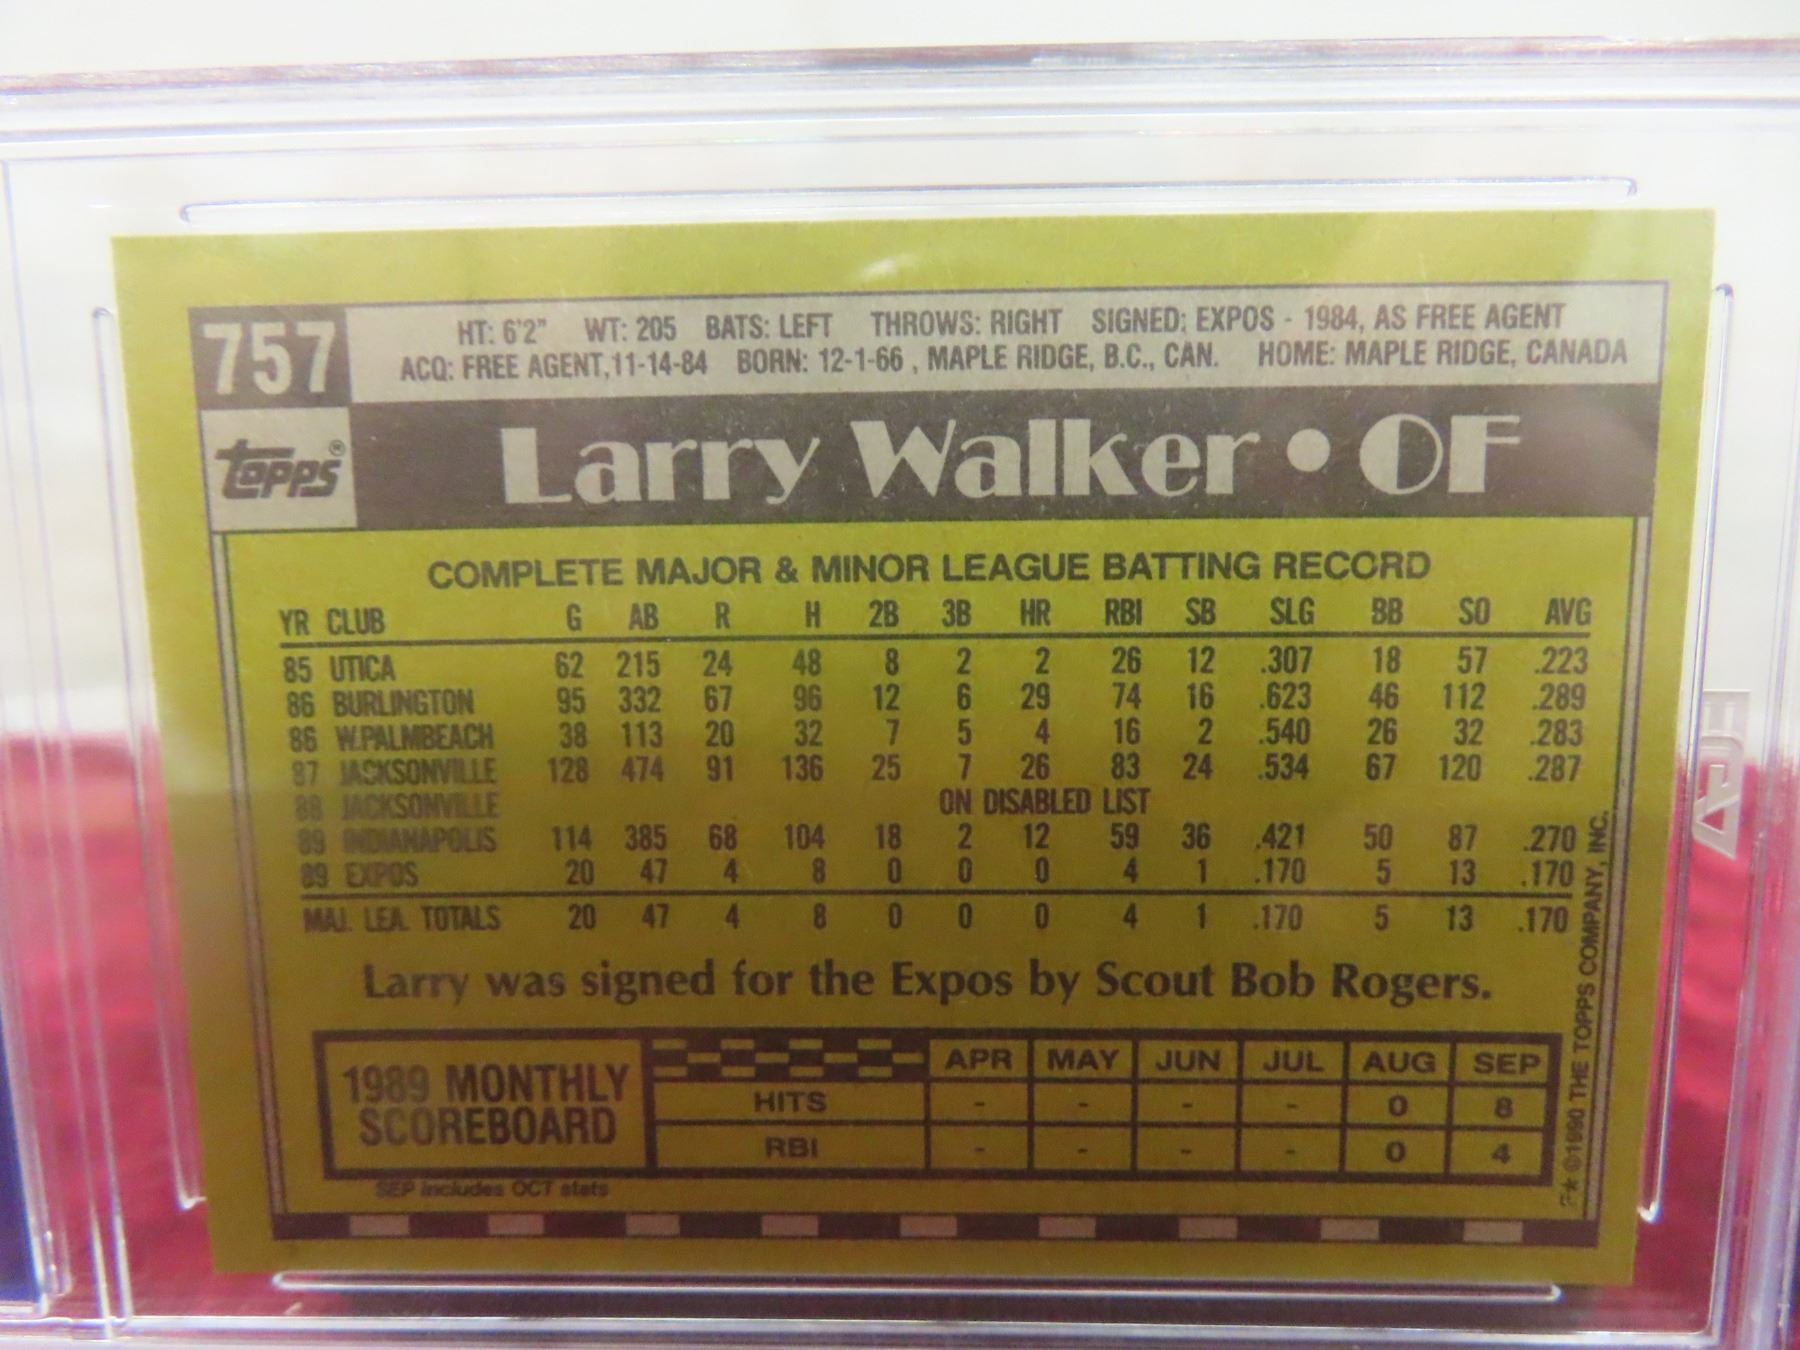 757 HT: 6'2" WT: 205 BATS: LEFT THROWS: RIGHT SIGNED: EXPOS - 1984, AS FREE AGENT
ACQ: FREE AGENT,11-14-84 BORN: 12-1-66 , MAPLE RIDGE, B.C., CAN. HOME: MAPLE RIDGE, CANADA
topps® Larry Walker • OF
COMPLETE MAJOR & MINOR LEAGUE BATTING RECORD
YR CLUB G AB R H 2B 3B HR RBI SB SLG BB SO AVG
85 UTICA 62 215 24 48 8 2 2 26 12 .307 18 57 .223
86 BURLINGTON 95 332 67 96 12 6 29 74 16 .623 46 112 .289
86 W.PALMBEACH 38 113 20 32 7 5 4 16 2 .540 26 32 .283
87 JACKSONVILLE 128 474 91 136 25 7 26 83 24 .534 67 120 .287
88 JACKSONVILLE ON DISABLED LIST
89 INDIANAPOLIS 114 385 68 104 18 2 12 59 36 .421 50 87 .270
89 EXPOS 20 47 4 8 0 0 0 4 1 .170 5 13 .170
MAJ. LEA. TOTALS 20 47 4 8 0 0 0 4 1 .170 5 13 .170
Larry was signed for the Expos by Scout Bob Rogers.
1989 MONTHLY SCOREBOARD
APR MAY JUN JUL AUG SEP
HITS - - - - 0 8
RBI - - - - 0 4
SEP includes OCT stats
©1990 THE TOPPS COMPANY, INC.